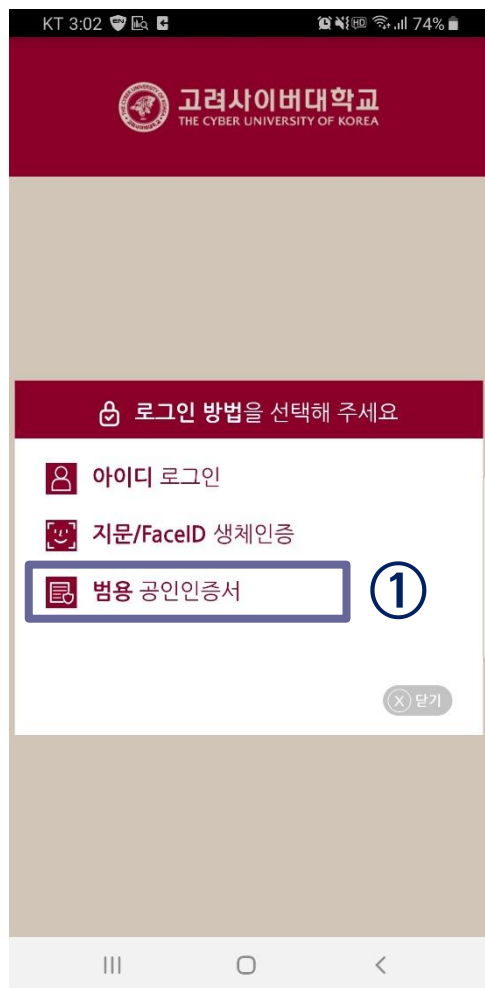 KT 3:02 74%
고려사이버대학교
THE CYBER UNIVERSITY OF KOREA
로그인 방법을 선택해 주세요
아이디 로그인
지문/FaceID 생체인증
범용 공인인증서 ①
닫기